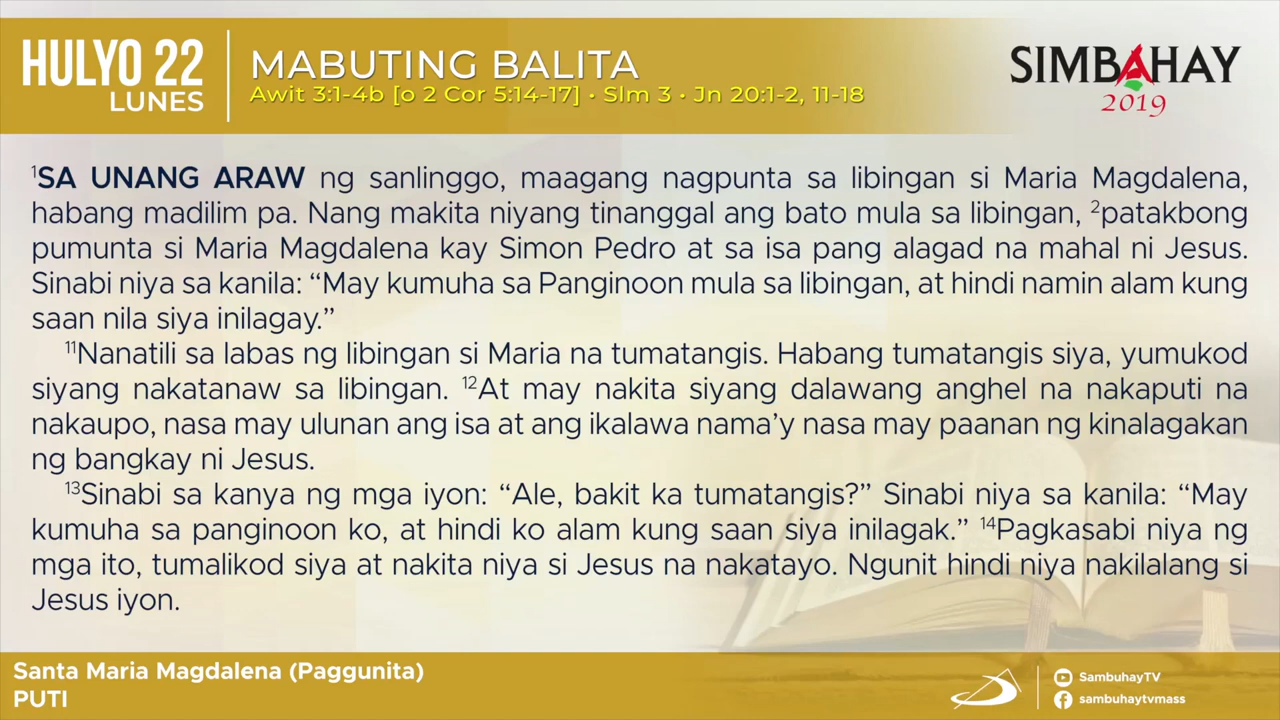 HULYO 22
LUNES
MABUTING BALITA
Awit 3:1-4b [o 2 Cor 5:14-17] • Slm 3 • Jn 20:1-2, 11-18
SIMBAHAY
2019
¹SA UNANG ARAW ng sanlinggo, maagang nagpunta sa libingan si Maria Magdalena,
habang madilim pa. Nang makita niyang tinanggal ang bato mula sa libingan, ²patakbong
pumunta si Maria Magdalena kay Simon Pedro at sa isa pang alagad na mahal ni Jesus.
Sinabi niya sa kanila: “May kumuha sa Panginoon mula sa libingan, at hindi namin alam kung
saan nila siya inilagay.”
¹¹Nanatili sa labas ng libingan si Maria na tumatangis. Habang tumatangis siya, yumukod
siyang nakatanaw sa libingan. ¹²At may nakita siyang dalawang anghel na nakaputi na
nakaupo, nasa may ulunan ang isa at ang ikalawa nama’y nasa may paanan ng kinalagakan
ng bangkay ni Jesus.
¹³Sinabi sa kanya ng mga iyon: “Ale, bakit ka tumatangis?” Sinabi niya sa kanila: “May
kumuha sa panginoon ko, at hindi ko alam kung saan siya inilagak.” ¹⁴Pagkasabi niya ng
mga ito, tumalikod siya at nakita niya si Jesus na nakatayo. Ngunit hindi niya nakilalang si
Jesus iyon.
Santa Maria Magdalena (Paggunita)
PUTI
SambuhayTV
sambuhaytvmass